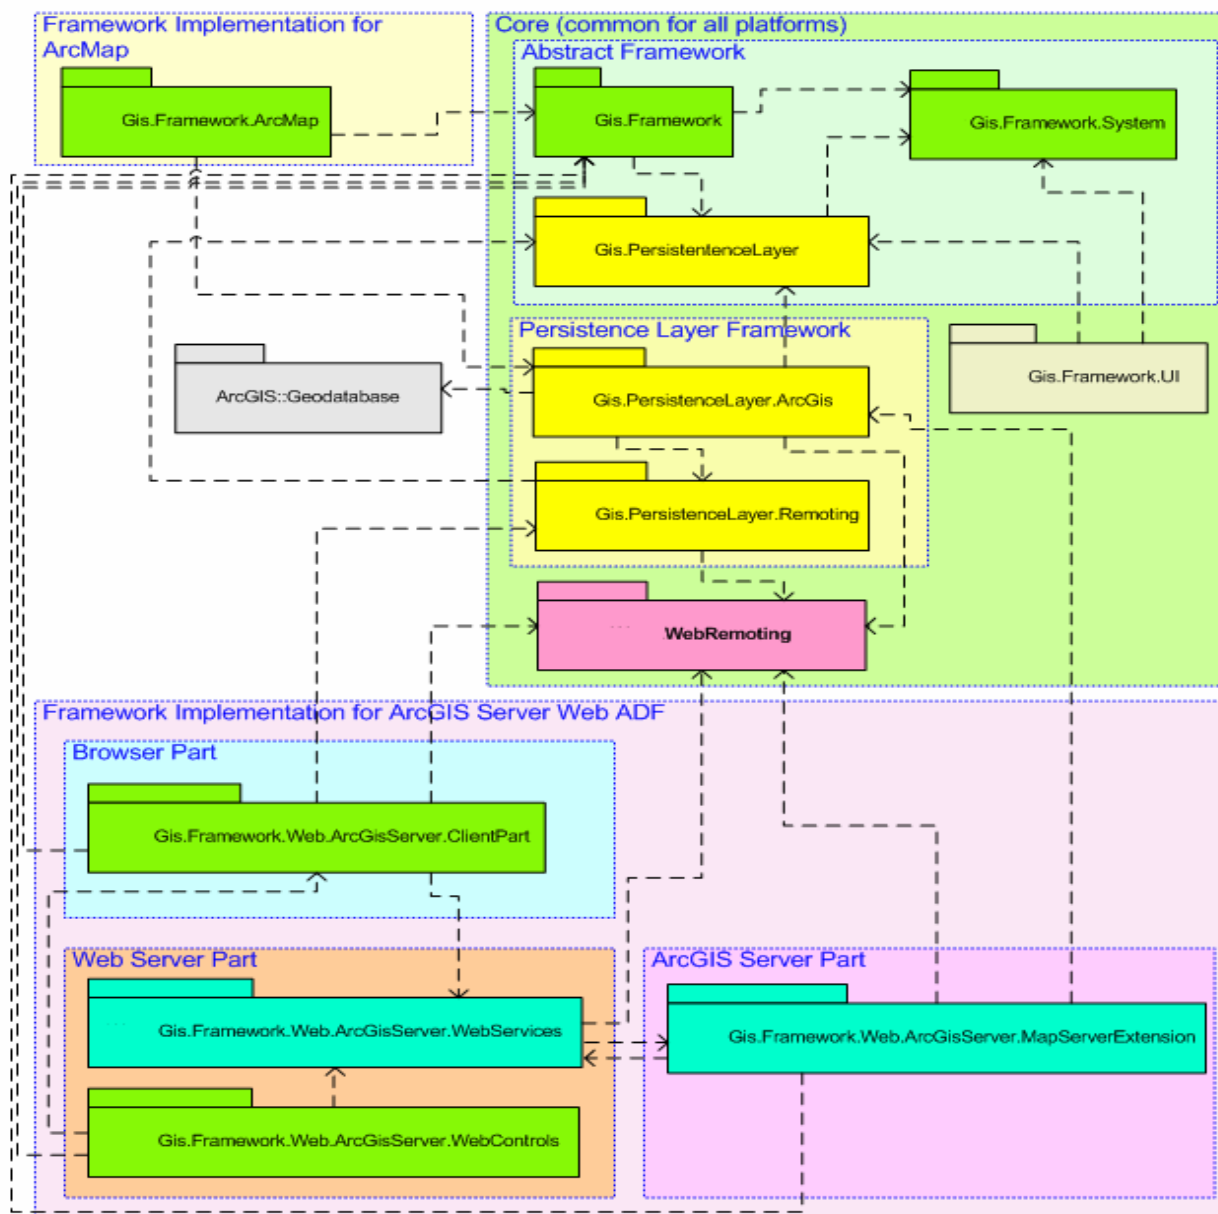 Framework Implementation for
ArcMap
Gis.Framework.ArcMap
Core (common for all platforms)
Abstract Framework
Gis.Framework
Gis.Framework.System
Gis.PersistentenceLayer
Persistence Layer Framework
Gis.PersistenceLayer.ArcGis
Gis.Framework.UI
ArcGIS::Geodatabase
Gis.PersistenceLayer.Remoting
WebRemoting
Framework Implementation for ArcGIS Server Web ADF
Browser Part
Gis.Framework.Web.ArcGisServer.ClientPart
Web Server Part
Gis.Framework.Web.ArcGisServer.WebServices
Gis.Framework.Web.ArcGisServer.WebControls
ArcGIS Server Part
Gis.Framework.Web.ArcGisServer.MapServerExtension